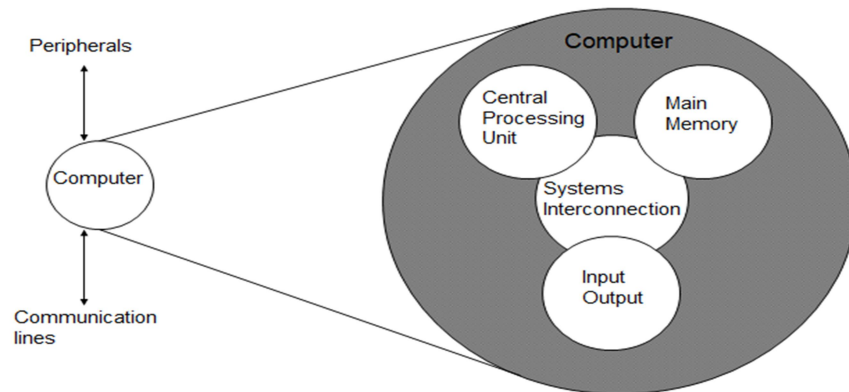 Peripherals
Computer
Communication
lines
Computer
Central
Processing
Unit
Main
Memory
Systems
Interconnection
Input
Output